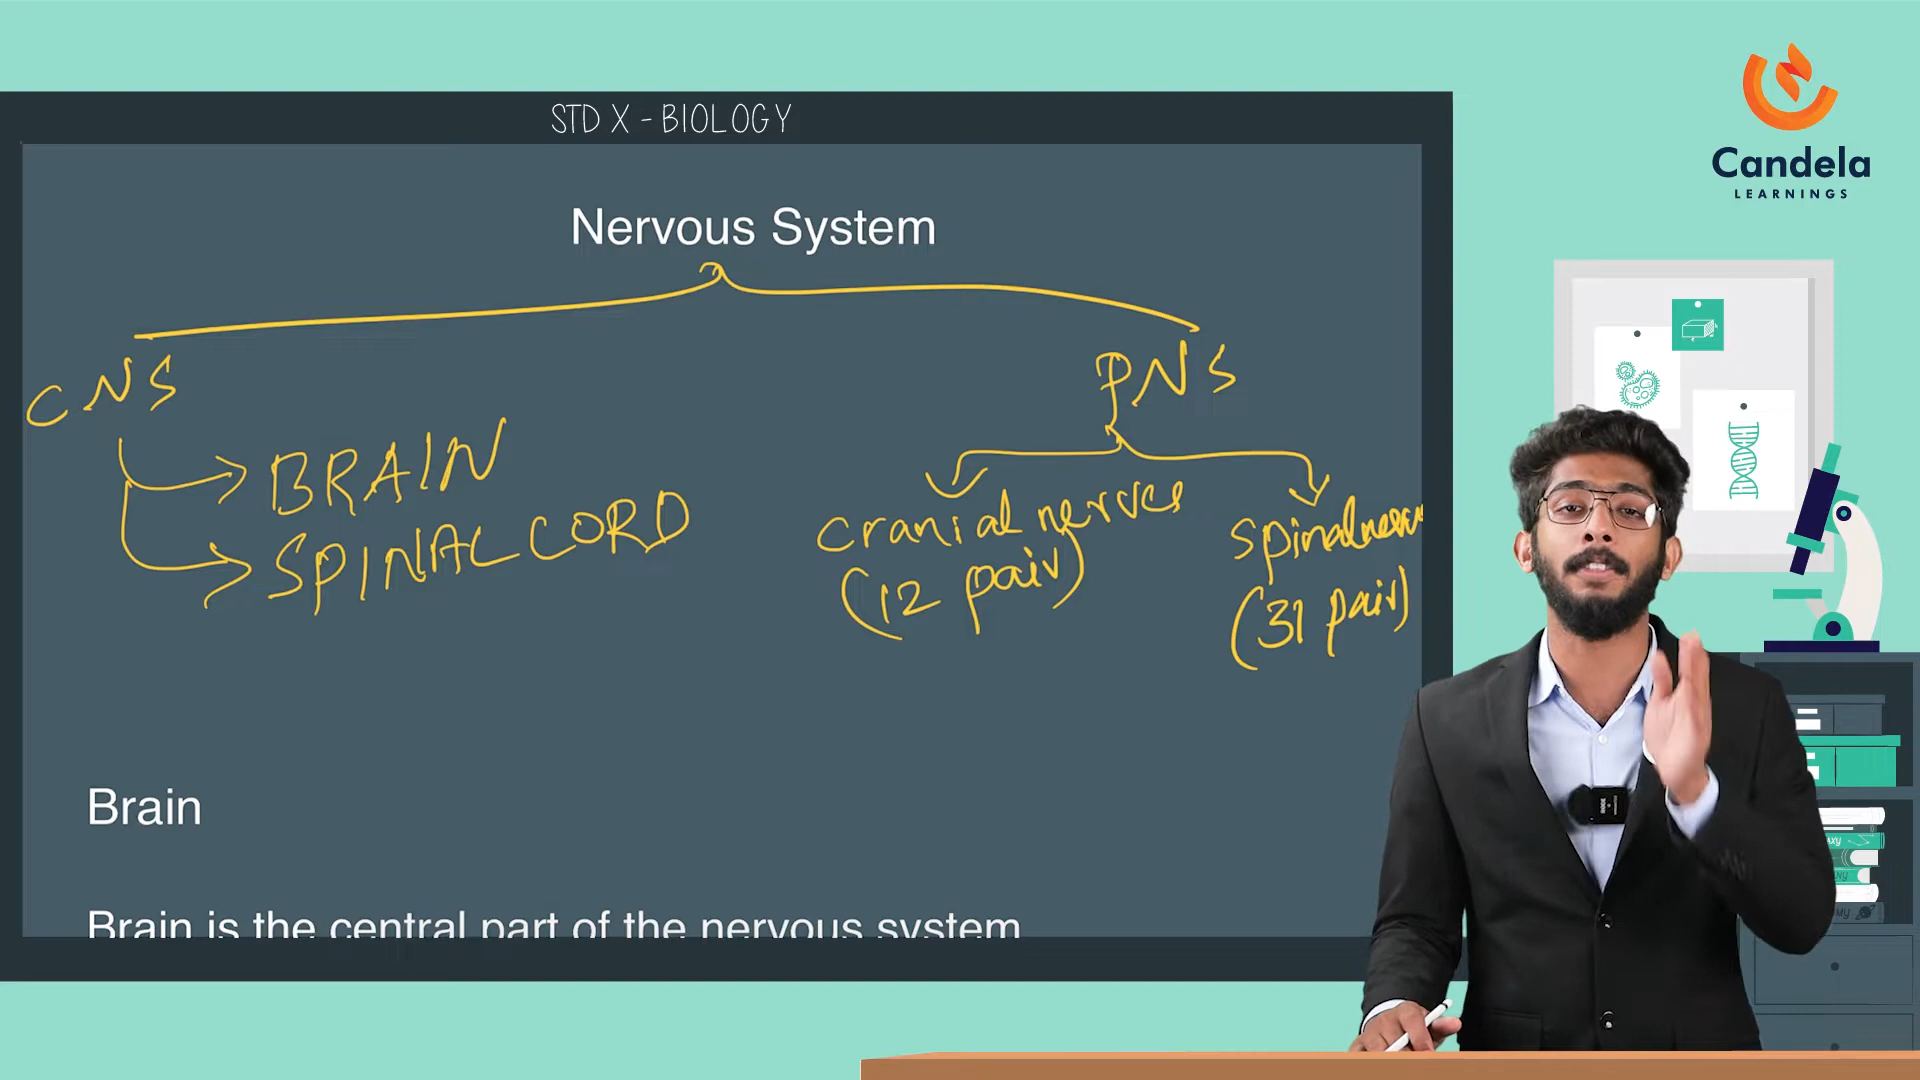 STD X - BIOLOGY
Candela
LEARNINGS
Nervous System
CNS
PNS
BRAIN
SPINAL CORD
cranial nerves
(12 pair)
spinal
(31 pair)
Brain
Brain is the central part of the nervous system